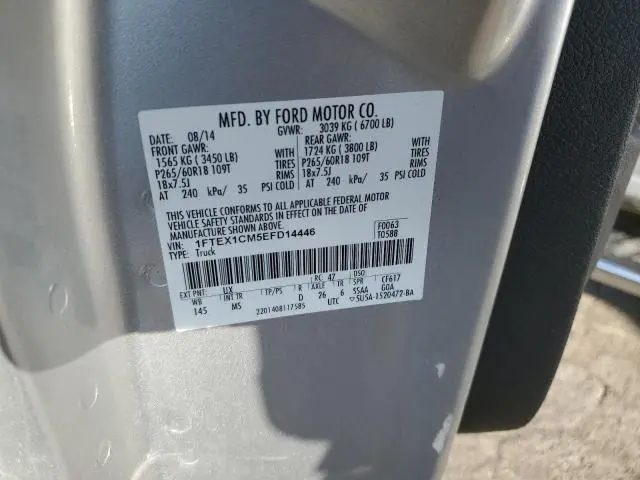 MFD. BY FORD MOTOR CO.
DATE: 08/14 GVWR: 3039 KG ( 6700 LB)
FRONT GAWR: REAR GAWR:
1565 KG ( 3450 LB) WITH 1724 KG ( 3800 LB) WITH
P265/60R18 109T TIRES P265/60R18 109T TIRES
18x7.5J RIMS 18x7.5J RIMS
AT 240 kPa/ 35 PSI COLD AT 240 kPa/ 35 PSI COLD
THIS VEHICLE CONFORMS TO ALL APPLICABLE FEDERAL MOTOR
VEHICLE SAFETY STANDARDS IN EFFECT ON THE DATE OF
MANUFACTURE SHOWN ABOVE.
VIN: 1FTEX1CM5EFD14446 F0063
TYPE: Truck T0588
EXT PNT: UX RC: 47 DSO:
WB INT TR TP/PS R AXLE TR SPR CF617
145 MS D 26 6 5SAA G0A
2201408117585 UTC 5U5A-1520472-BA